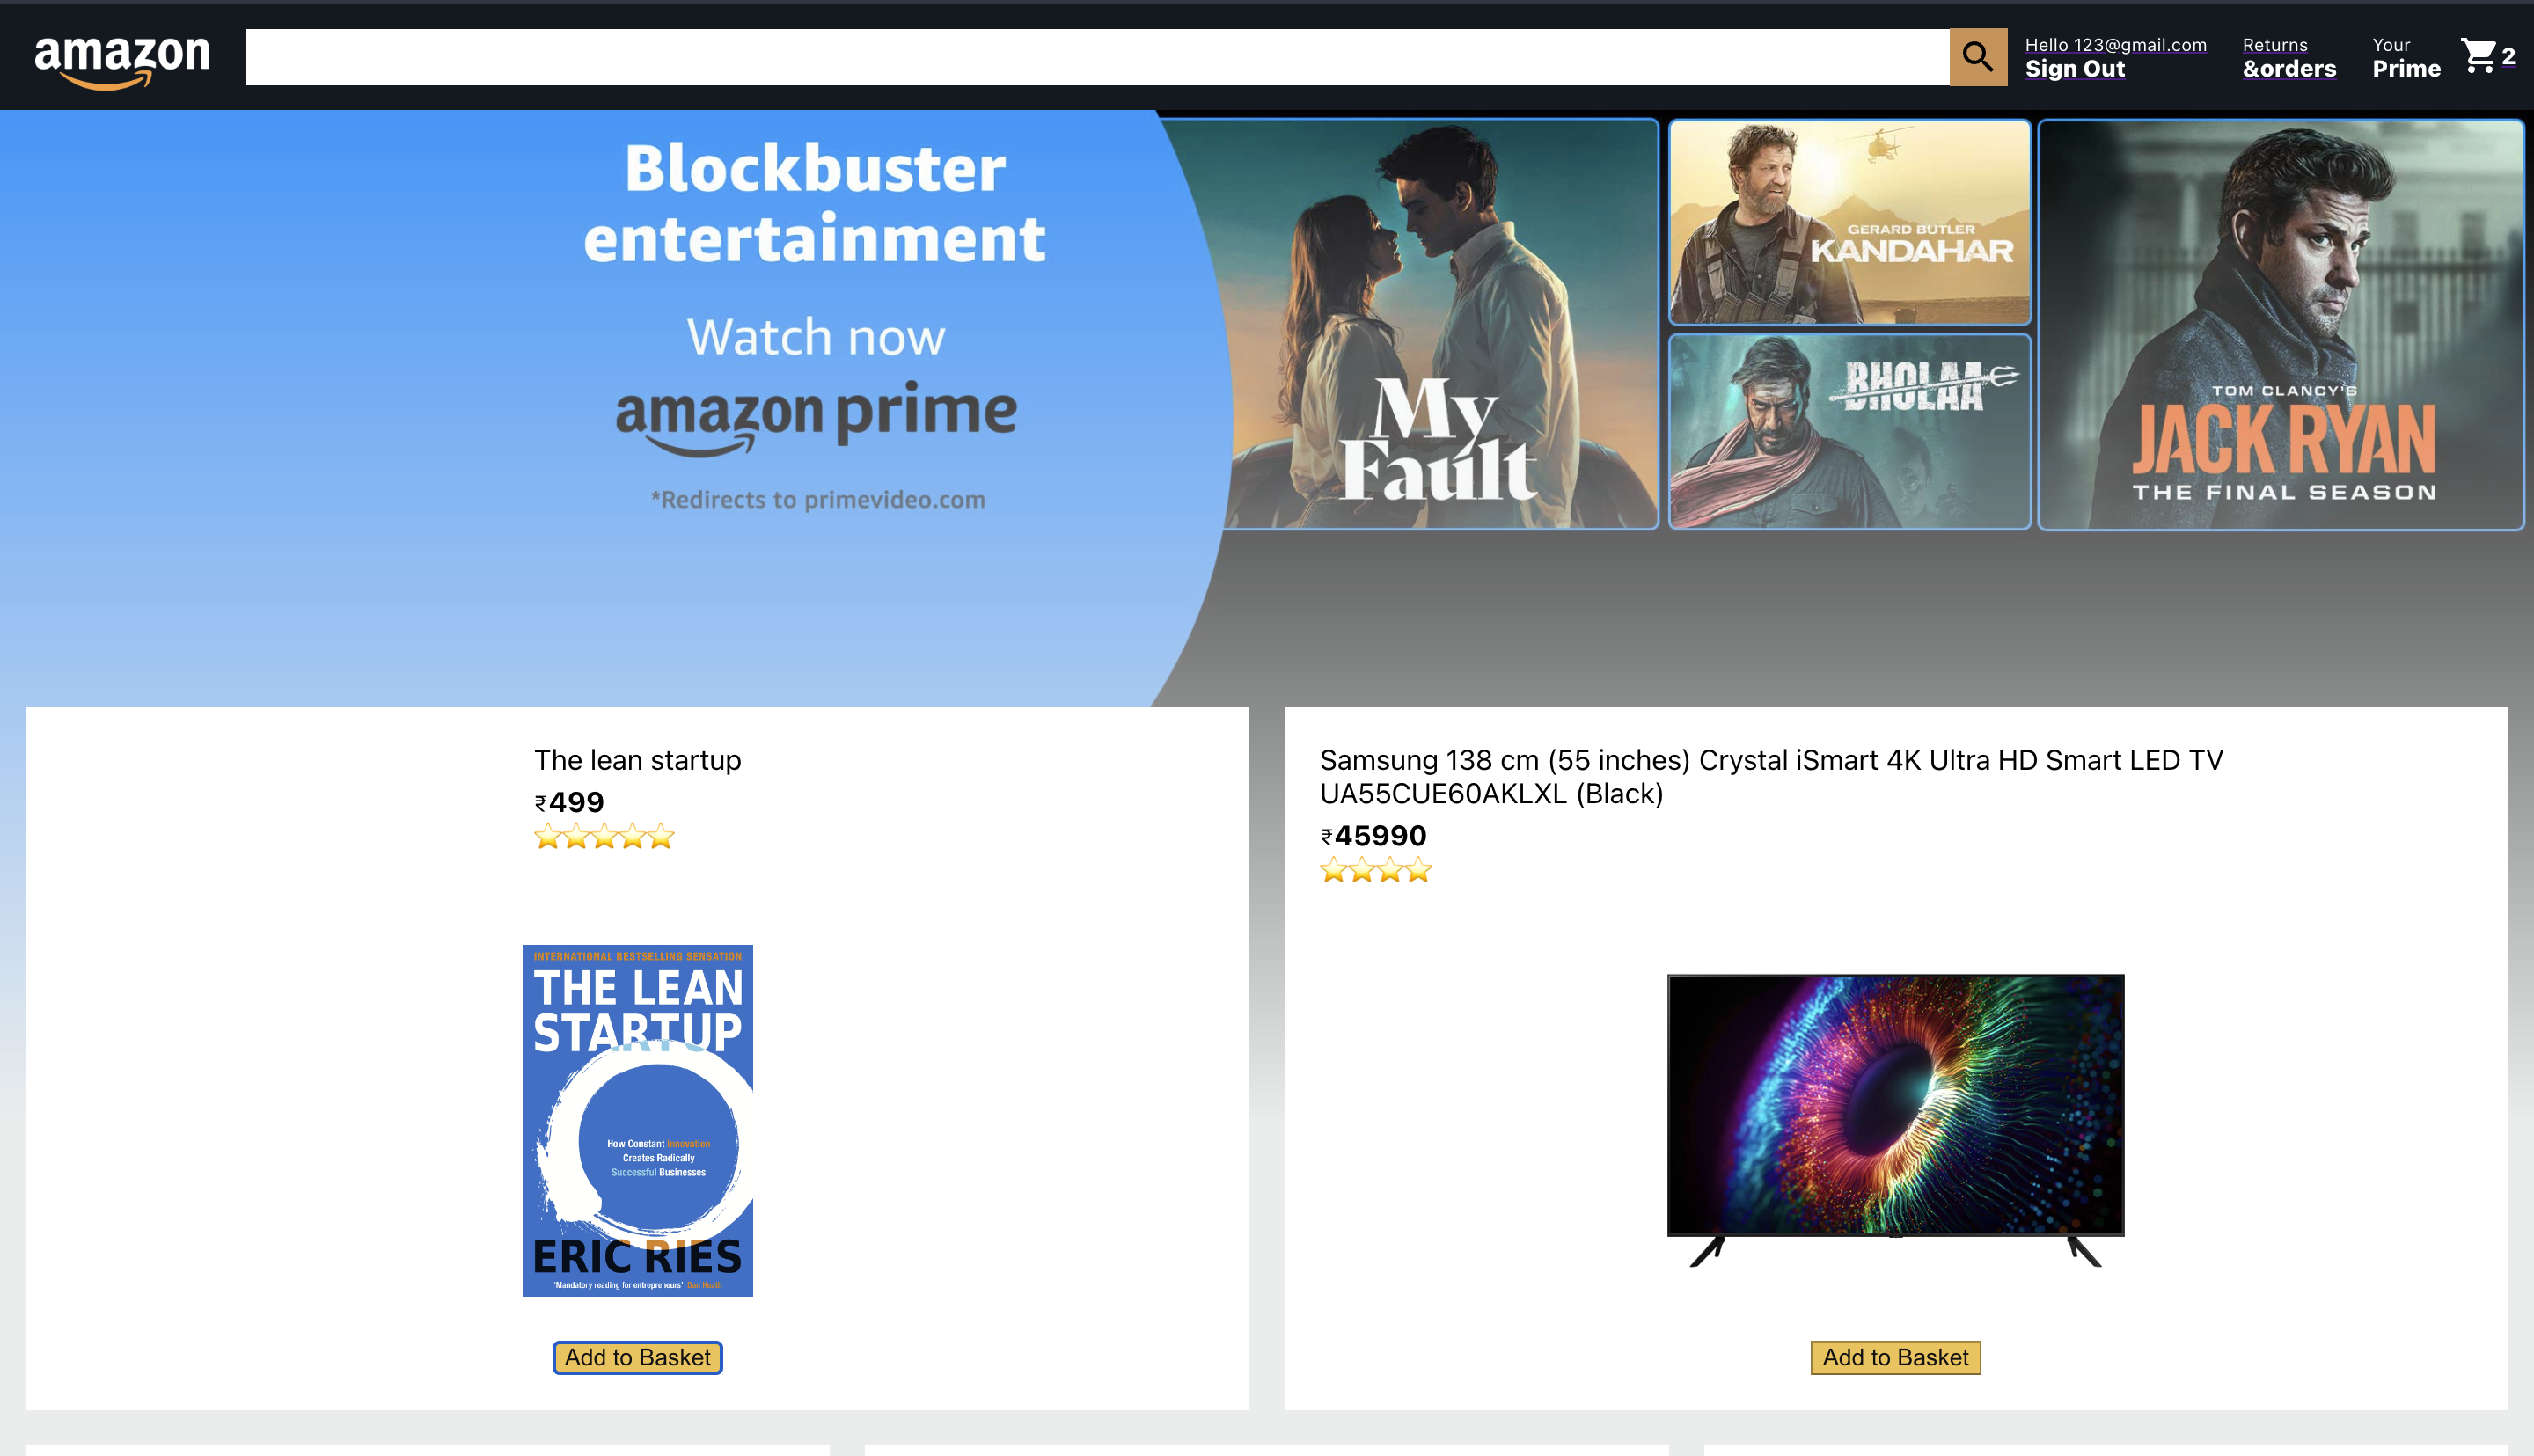 amazon
Hello 123@gmail.com
Sign Out
Returns
&orders
Your
Prime
2
Blockbuster
entertainment
Watch now
amazon prime
*Redirects to primevideo.com
My
Fault
GERARD BUTLER
KANDAHAR
BHOLAA
TOM CLANCY'S
JACK RYAN
THE FINAL SEASON
The lean startup
₹499
INTERNATIONAL BESTSELLING SENSATION
THE LEAN
STARTUP
How Constant Innovation
Creates Radically
Successful Businesses
ERIC RIES
'Mandatory reading for entrepreneurs' Dan Heath
Add to Basket
Samsung 138 cm (55 inches) Crystal iSmart 4K Ultra HD Smart LED TV
UA55CUE60AKLXL (Black)
₹45990
Add to Basket